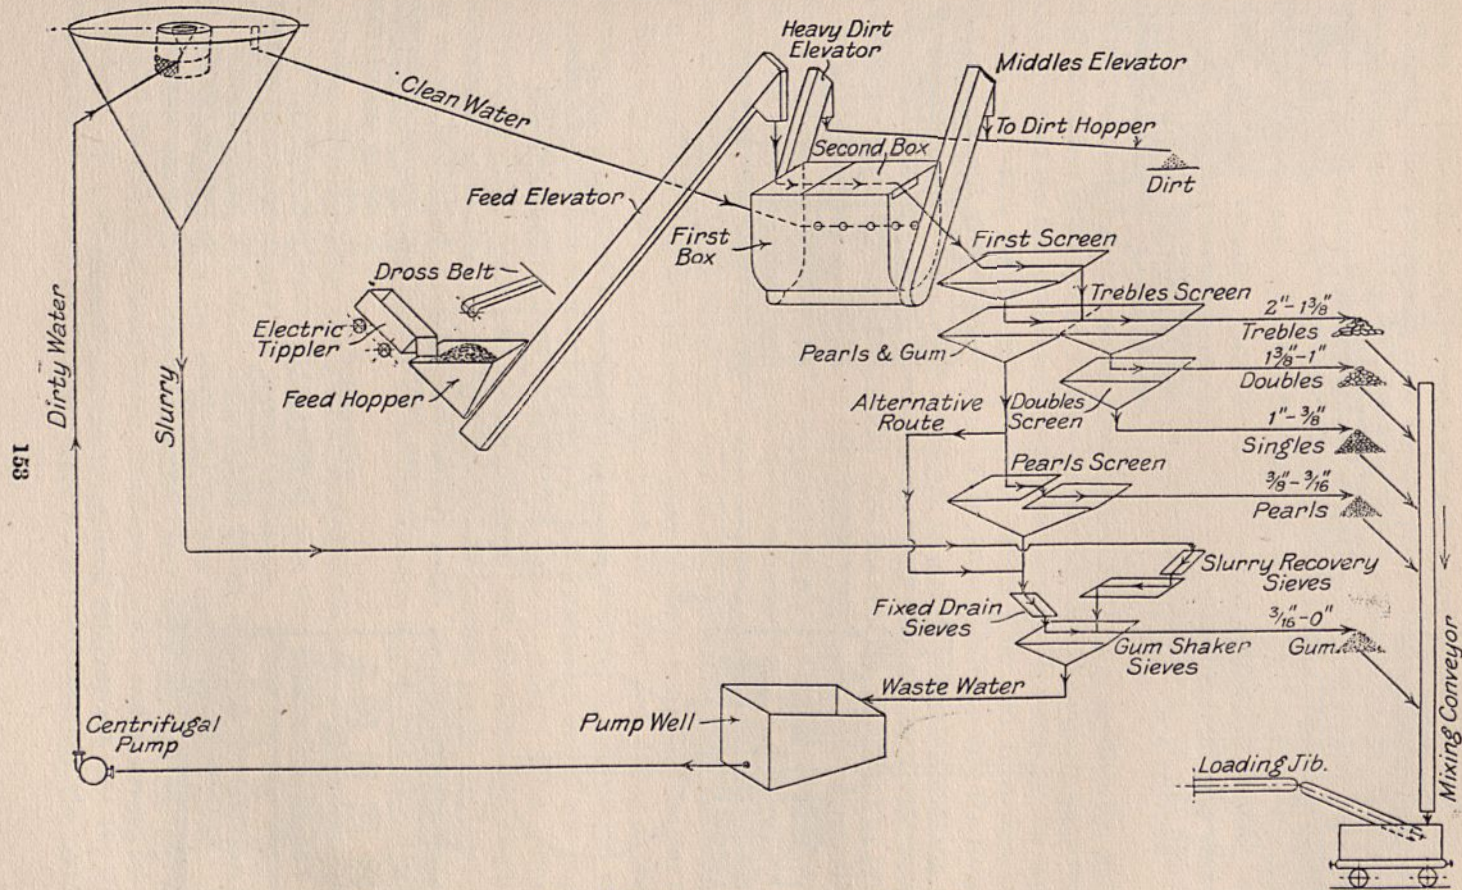 Heavy Dirt
Elevator
Middles Elevator
Clean Water
To Dirt Hopper
Second Box
Dirt
Feed Elevator
First
Box
First Screen
Dross Belt
Trebles Screen
2"-1⅜"
Trebles
Electric
Tippler
Pearls & Gum
1⅜"-1"
Doubles
Dirty Water
Slurry
Feed Hopper
Alternative
Route
Doubles
Screen
1"-⅜"
Singles
153
Pearls Screen
⅜"-3/16"
Pearls
Slurry Recovery
Sieves
Fixed Drain
Sieves
3/16"-0"
Gum
Gum Shaker
Sieves
Waste Water
Pump Well
Centrifugal
Pump
Mixing Conveyor
Loading Jib.